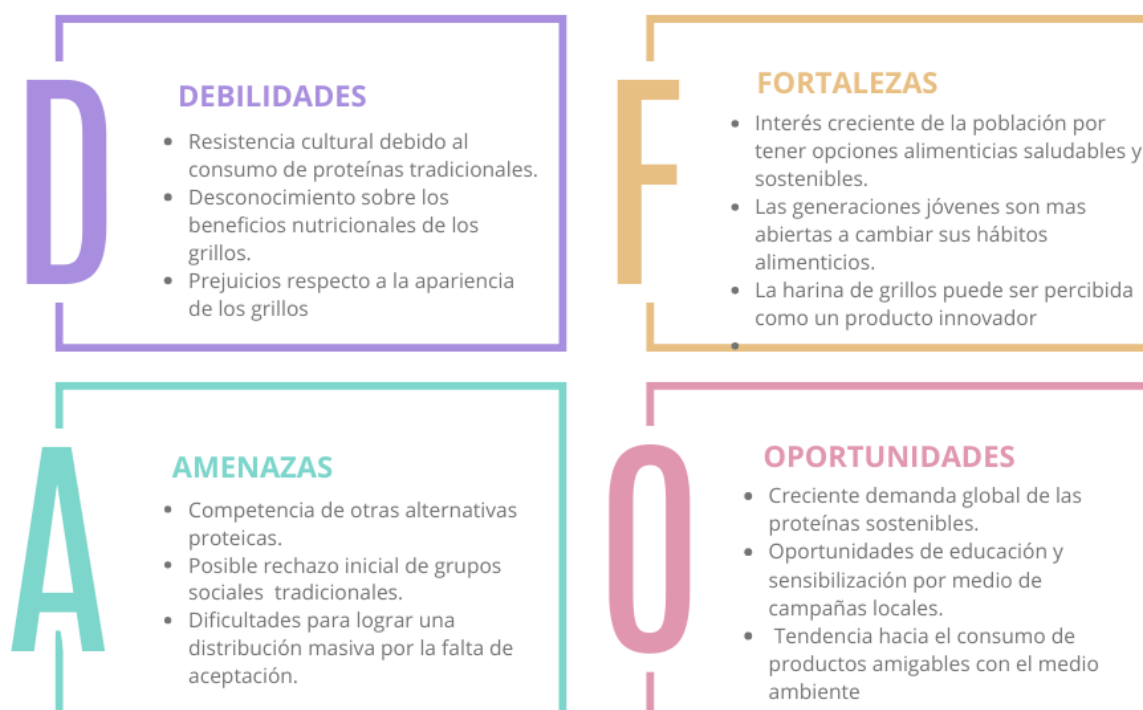 D
DEBILIDADES
• Resistencia cultural debido al
consumo de proteínas tradicionales.
• Desconocimiento sobre los
beneficios nutricionales de los
grillos.
• Prejuicios respecto a la apariencia
de los grillos
F
FORTALEZAS
• Interés creciente de la población por
tener opciones alimenticias saludables y
sostenibles.
• Las generaciones jóvenes son mas
abiertas a cambiar sus hábitos
alimenticios.
• La harina de grillos puede ser percibida
como un producto innovador
•
A
AMENAZAS
• Competencia de otras alternativas
proteicas.
• Posible rechazo inicial de grupos
sociales tradicionales.
• Dificultades para lograr una
distribución masiva por la falta de
aceptación.
O
OPORTUNIDADES
• Creciente demanda global de las
proteínas sostenibles.
• Oportunidades de educación y
sensibilización por medio de
campañas locales.
• Tendencia hacia el consumo de
productos amigables con el medio
ambiente